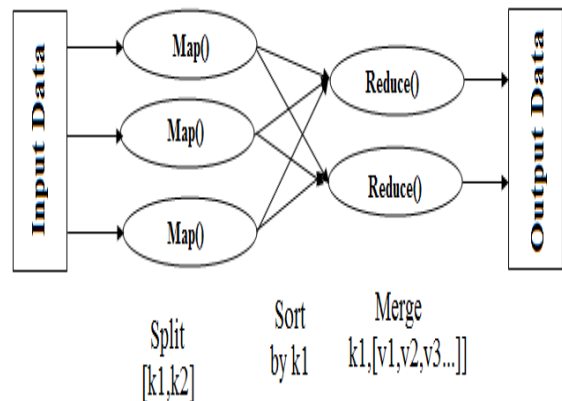 Input Data
Map()
Map()
Map()
Reduce()
Reduce()
Output Data
Split
[k1,k2]
Sort
by k1
Merge
k1,[v1,v2,v3...]]